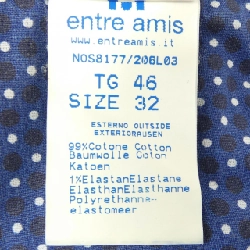 entre amis
www.entreamis.it
NOS8177/206L03
TG 46
SIZE 32
ESTERNO OUTSIDE
EXTERIORAUSEN
99%Cotone Cotton
Baumwolle Coton
Katoen
1%ElastanElastane
ElasthanElasthanne
Polyurethane-
elastomeer